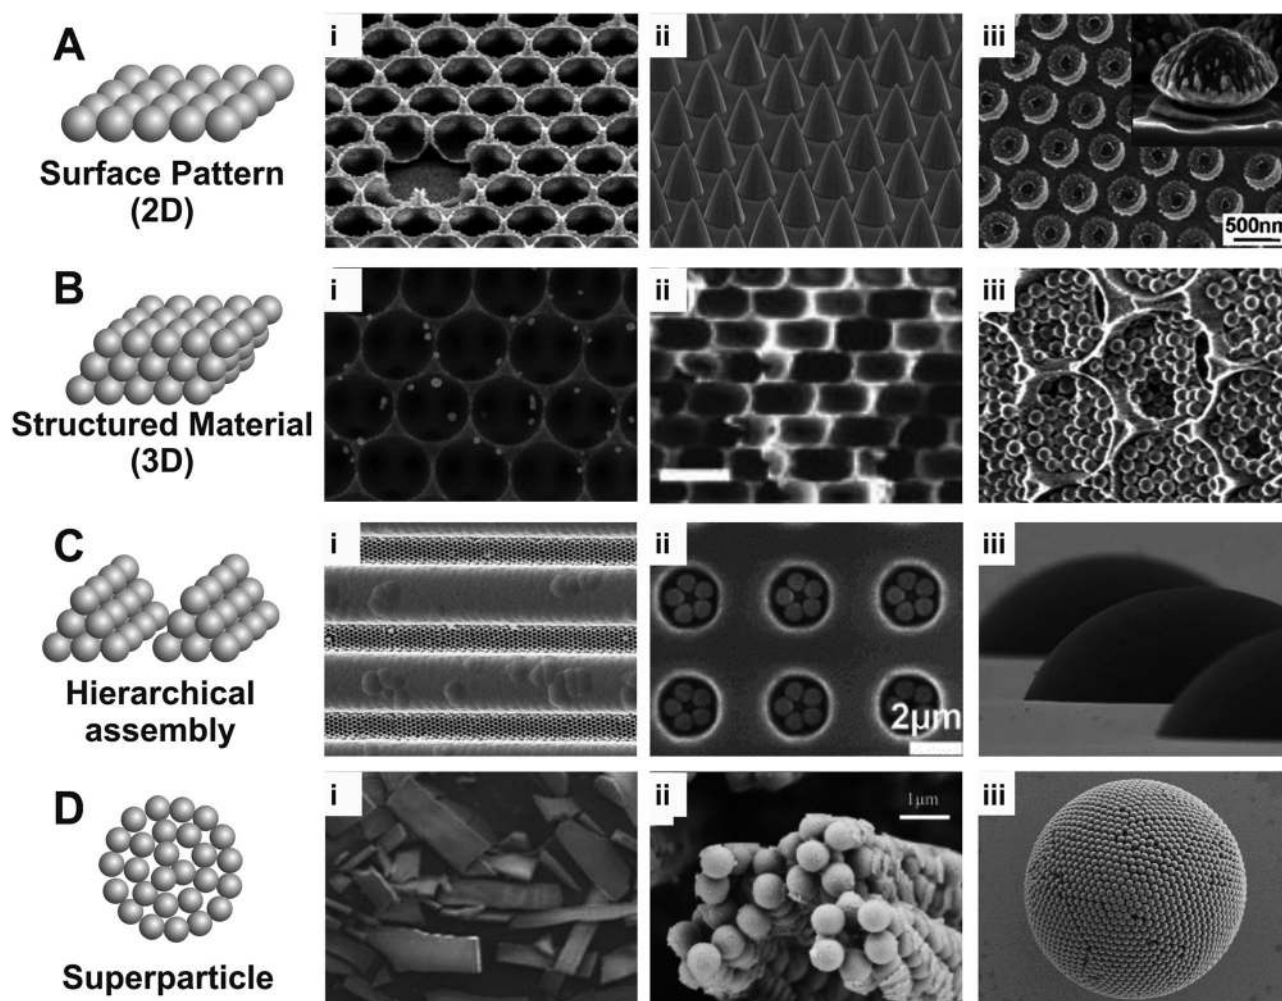 A
Surface Pattern
(2D)
i
ii
iii
500nm
B
Structured Material
(3D)
i
ii
iii
C
Hierarchical
assembly
i
ii
2µm
iii
D
Superparticle
i
ii
1µm
iii